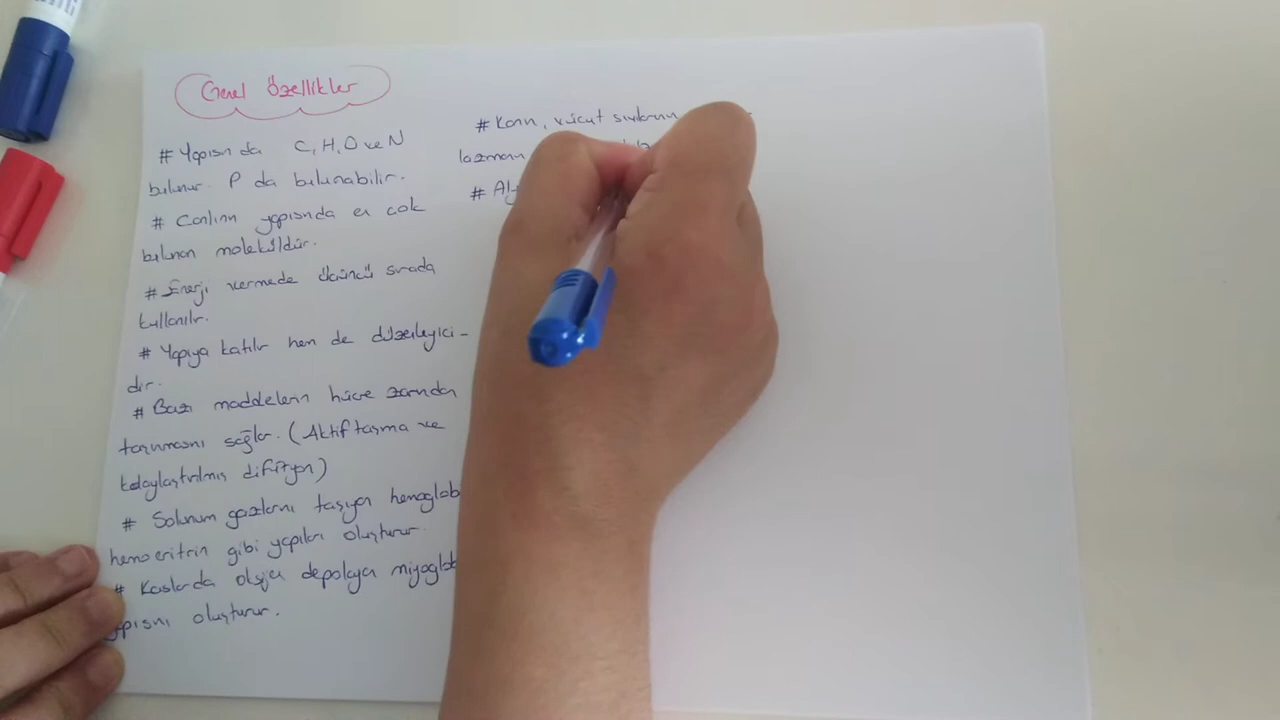 Genel Özellikler
# Yapısında C, H, O ve N
bulunur. P da bulunabilir.
# Canlının yapısında en çok
bulunan moleküldür.
# Enerji vermede üçüncü sırada
kullanılır.
# Yapıya katılır hem de düzenleyici-
dir.
# Bazı maddelerin hücre zarında
taşınmasını sağlar. (Aktif taşıma ve
kolaylaştırılmış difüzyon)
# Solunum gazlarını taşıyan hemoglob
hemoeritrin gibi yapıları oluşturur.
# Kaslarda oksijen depolayan miyoglob
yapısını oluşturur.
# Kanın, vücut sıvılarının
# Al